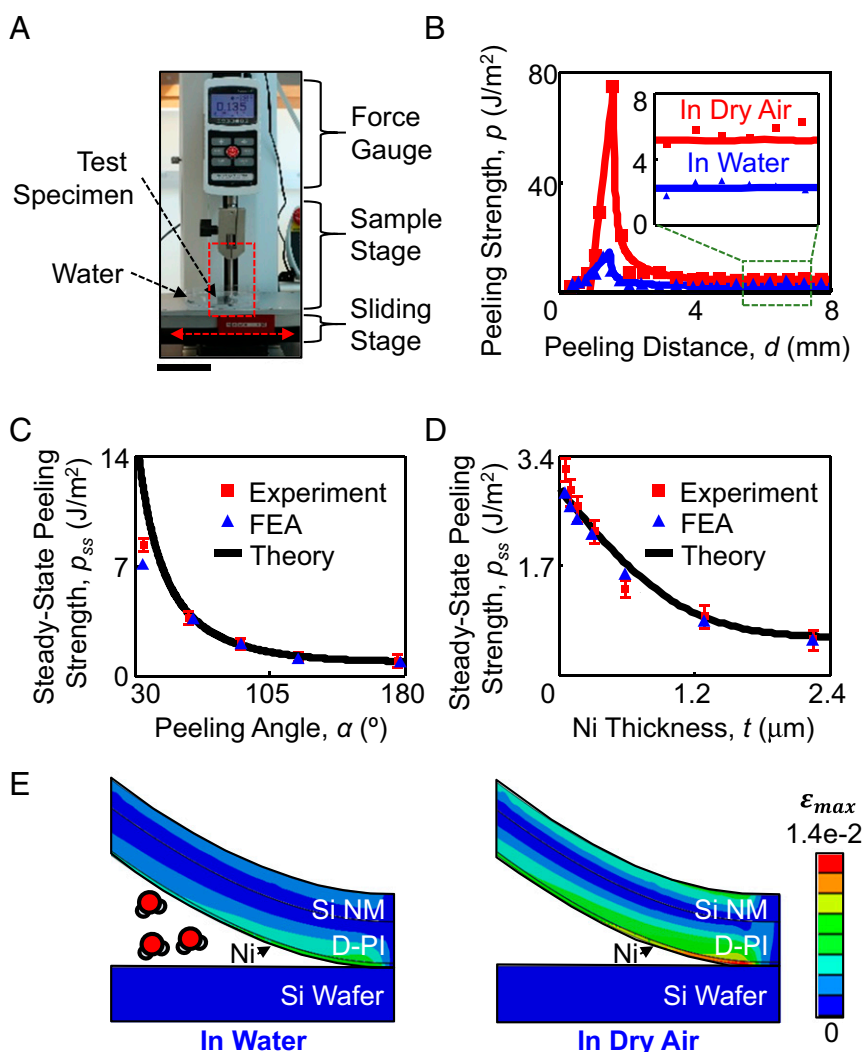 A
0.135
Test
Specimen
Water
Force
Gauge
Sample
Stage
Sliding
Stage
B
Peeling Strength, p (J/m²)
80
40
0
4
8
Peeling Distance, d (mm)
8
4
0
In Dry Air
In Water
C
Steady-State Peeling
Strength, pss (J/m²)
14
7
0
30
105
180
Peeling Angle, α (º)
Experiment
FEA
Theory
D
Steady-State Peeling
Strength, pss (J/m²)
3.4
1.7
0
1.2
2.4
Ni Thickness, t (μm)
Experiment
FEA
Theory
E
Si NM
D-PI
Ni
Si Wafer
In Water
Si NM
D-PI
Ni
Si Wafer
In Dry Air
εmax
1.4e-2
0